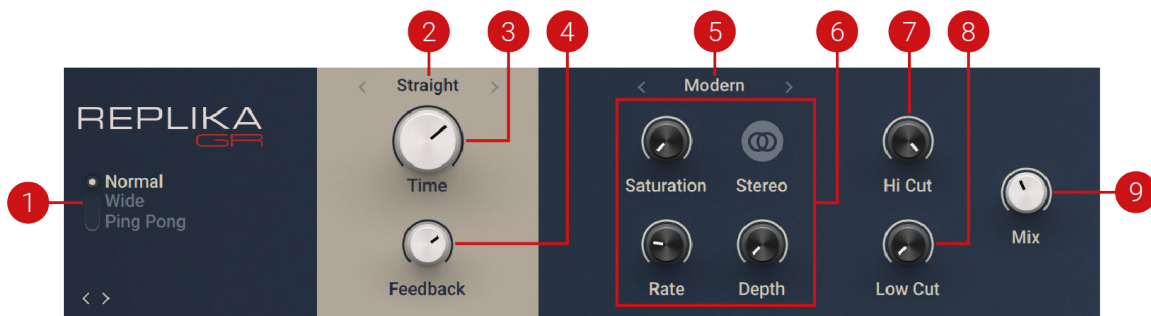 2 3 4 5 6 7 8
< Straight >
< Modern >
REPLIKA
GR
Time
Saturation
Stereo
Hi Cut
1
Normal
Wide
Ping Pong
9
Mix
Feedback
Rate
Depth
Low Cut
< >